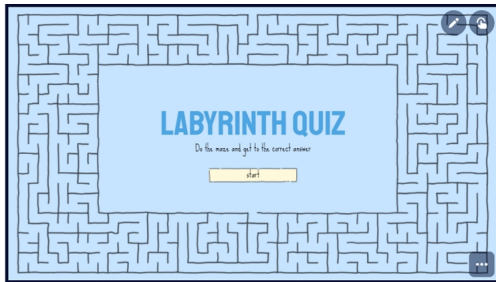 LABYRINTH QUIZ
Do the maze and get to the correct answer
start